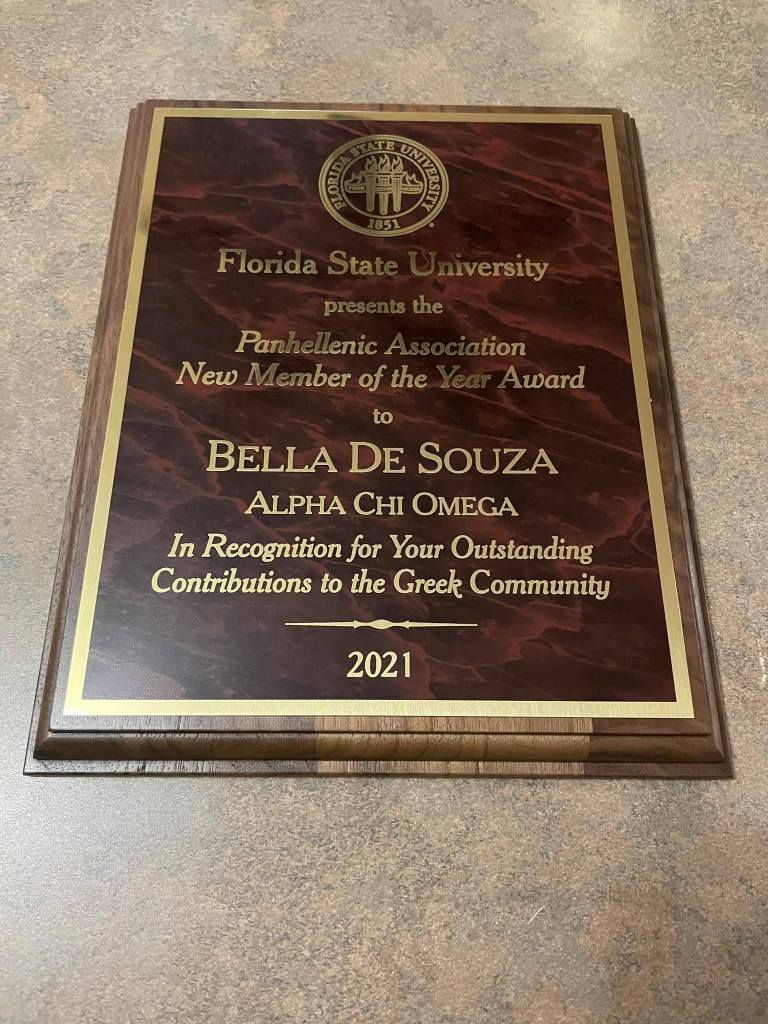 FLORIDA STATE UNIVERSITY
1851
Florida State University
presents the
Panhellenic Association
New Member of the Year Award
to
BELLA DE SOUZA
ALPHA CHI OMEGA
In Recognition for Your Outstanding
Contributions to the Greek Community
2021